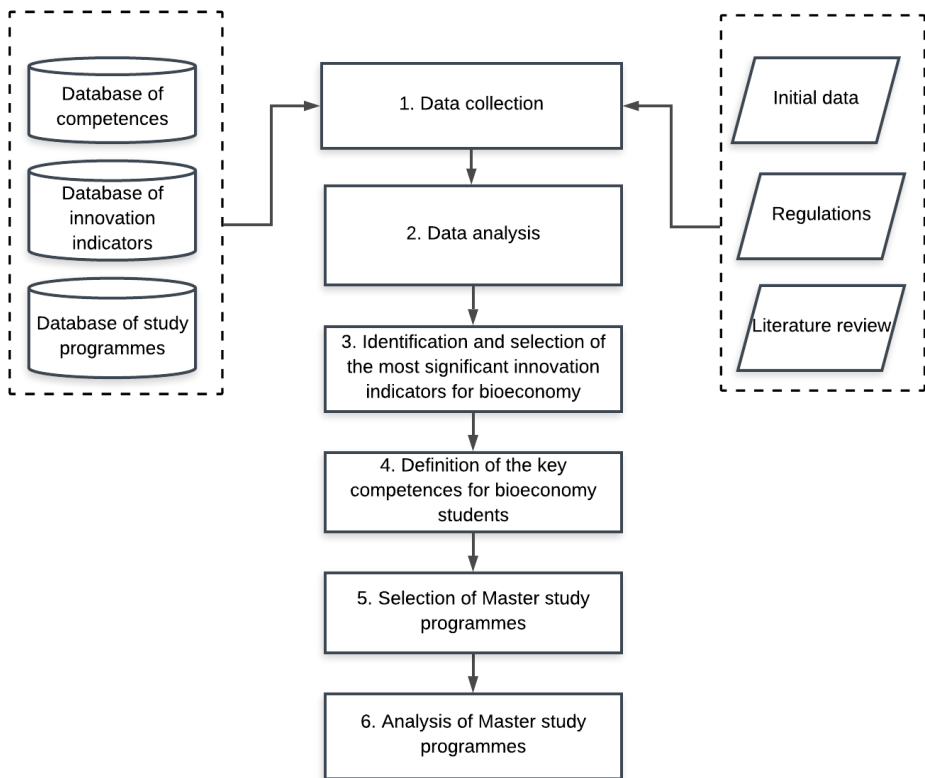 Database of
competences
Database of
innovation
indicators
Database of study
programmes
1. Data collection
2. Data analysis
3. Identification and selection of
the most significant innovation
indicators for bioeconomy
4. Definition of the key
competences for bioeconomy
students
5. Selection of Master study
programmes
6. Analysis of Master study
programmes
Initial data
Regulations
Literature review